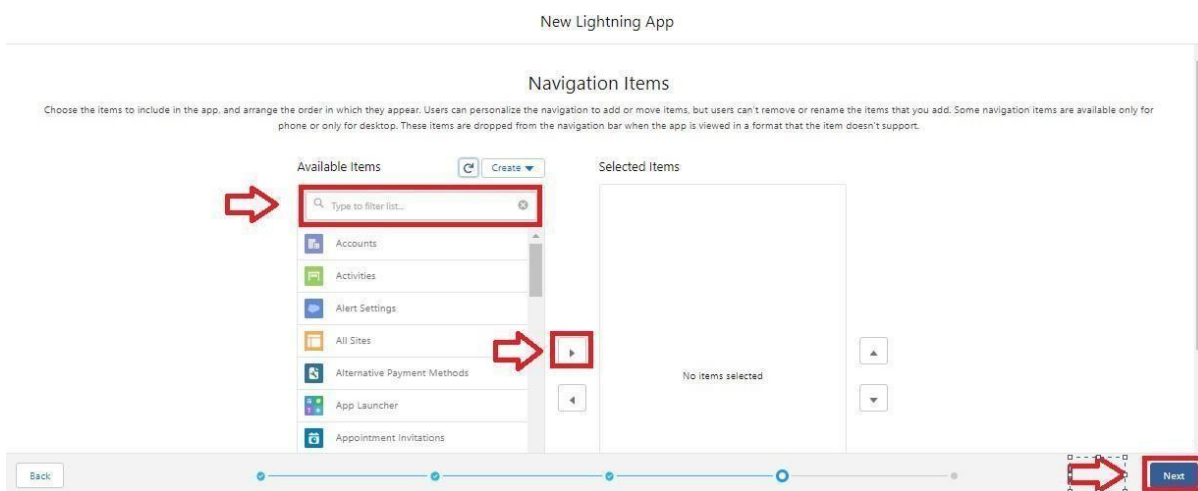 New Lightning App
Navigation Items
Choose the items to include in the app, and arrange the order in which they appear. Users can personalize the navigation to add or move items, but users can't remove or rename the items that you add. Some navigation items are available only for
phone or only for desktop. These items are dropped from the navigation bar when the app is viewed in a format that the item doesn't support.
Available Items
Create
Selected Items
Type to filter list...
Accounts
Activities
Alert Settings
All Sites
Alternative Payment Methods
No items selected
App Launcher
Appointment Invitations
Back
Next